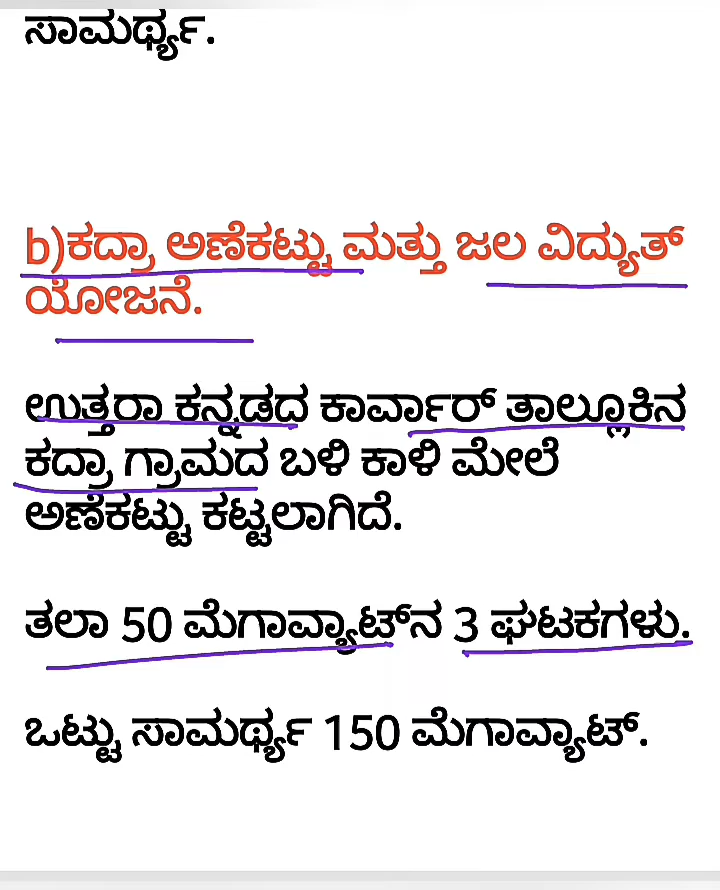 ಸಾಮರ್ಥ್ಯ.
b)ಕದ್ರಾ ಅಣೆಕಟ್ಟು ಮತ್ತು ಜಲ ವಿದ್ಯುತ್
ಯೋಜನೆ.
ಉತ್ತರಾ ಕನ್ನಡದ ಕಾರ್ವಾರ್ ತಾಲ್ಲೂಕಿನ
ಕದ್ರಾ ಗ್ರಾಮದ ಬಳಿ ಕಾಳಿ ಮೇಲೆ
ಅಣೆಕಟ್ಟು ಕಟ್ಟಲಾಗಿದೆ.
ತಲಾ 50 ಮೆಗಾವ್ಯಾಟ್‌ನ 3 ಘಟಕಗಳು.
ಒಟ್ಟು ಸಾಮರ್ಥ್ಯ 150 ಮೆಗಾವ್ಯಾಟ್.